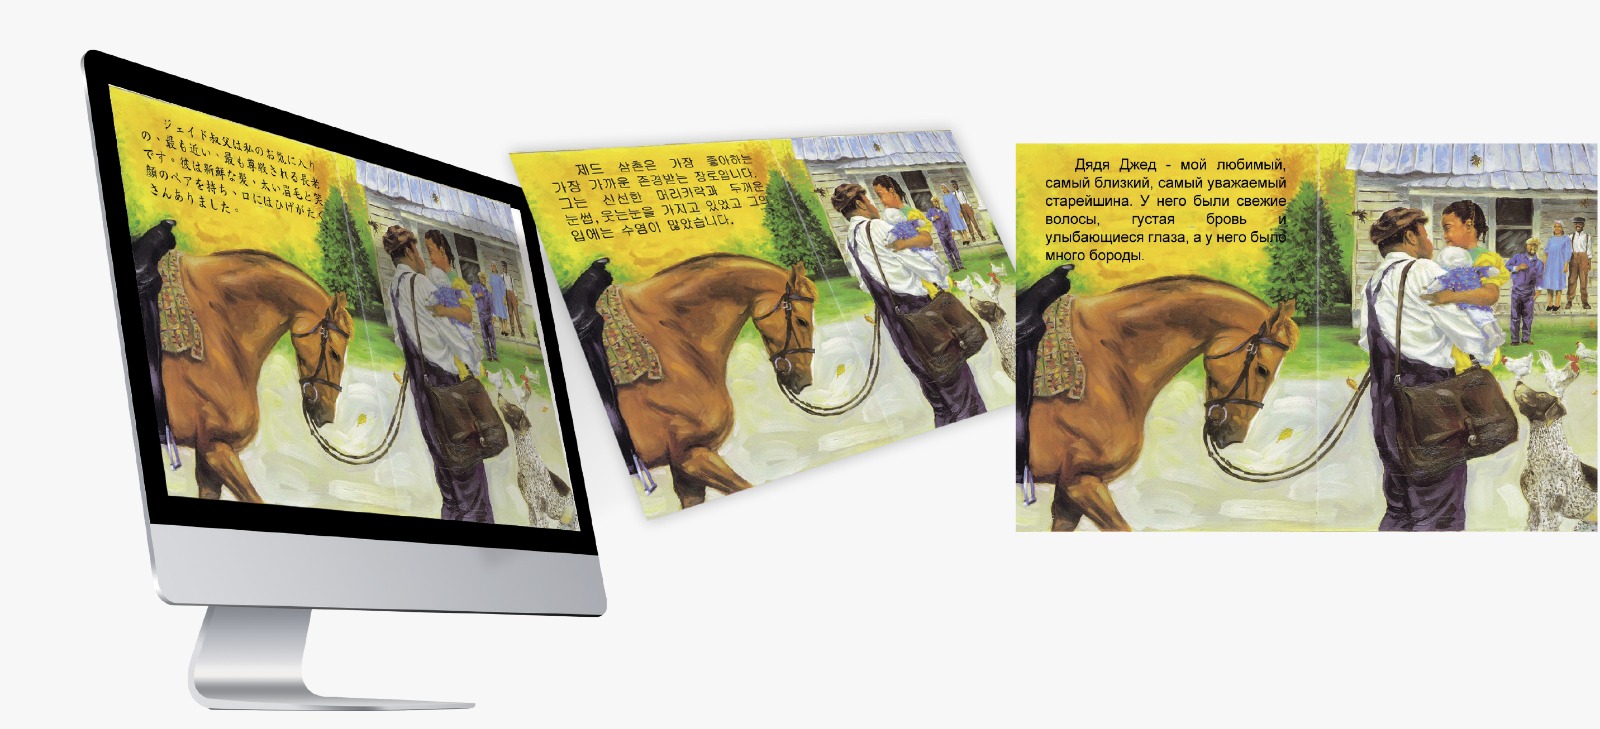 ジェイド叔父は私のお気に入り
の、最も近い、最も尊敬される長老
です。彼は新鮮な髪、太い眉毛と笑
顔のペアを持ち、口にはひげがたく
さんありました。
제드 삼촌은 가장 좋아하는
가장 가까운 존경받는 장로입니다.
그는 신선한 머리카락과 두꺼운
눈썹, 웃는눈을 가지고 있었고 그의
입에는 수염이 많았습니다.
Дядя Джед - мой любимый,
самый близкий, самый уважаемый
старейшина. У него были свежие
волосы, густая бровь и
улыбающиеся глаза, а у него было
много бороды.